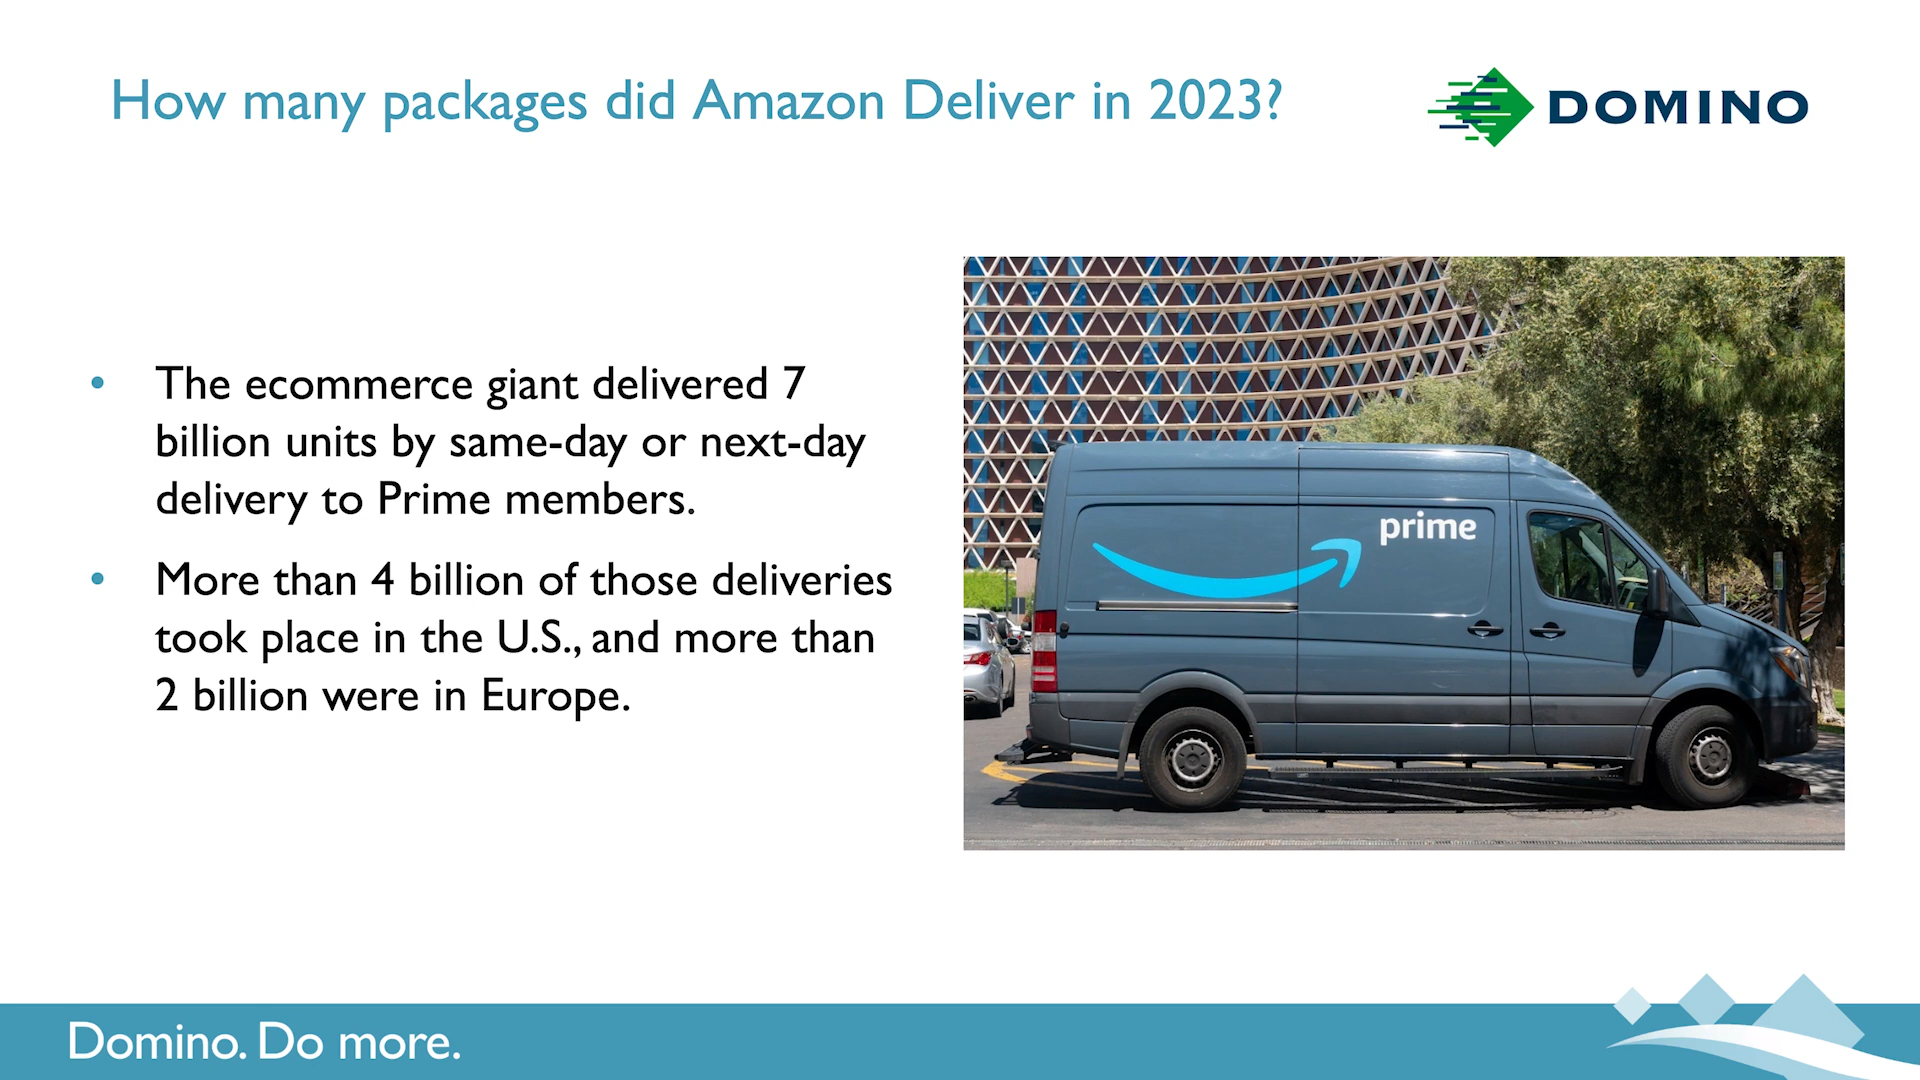 How many packages did Amazon Deliver in 2023?
DOMINO
• The ecommerce giant delivered 7
billion units by same-day or next-day
delivery to Prime members.
• More than 4 billion of those deliveries
took place in the U.S., and more than
2 billion were in Europe.
prime
Domino. Do more.